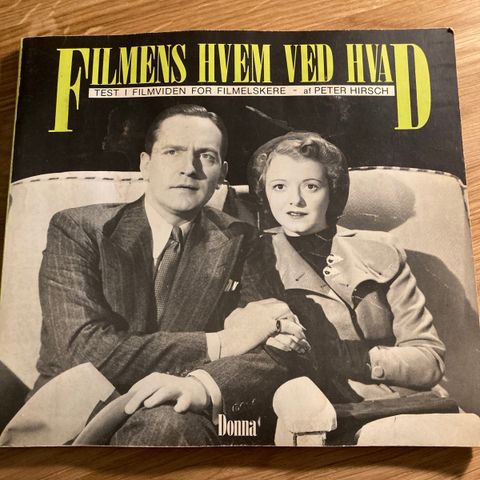 FILMENS HVEM VED HVAD
TEST I FILMVIDEN FOR FILMELSKERE - af PETER HIRSCH
Donna